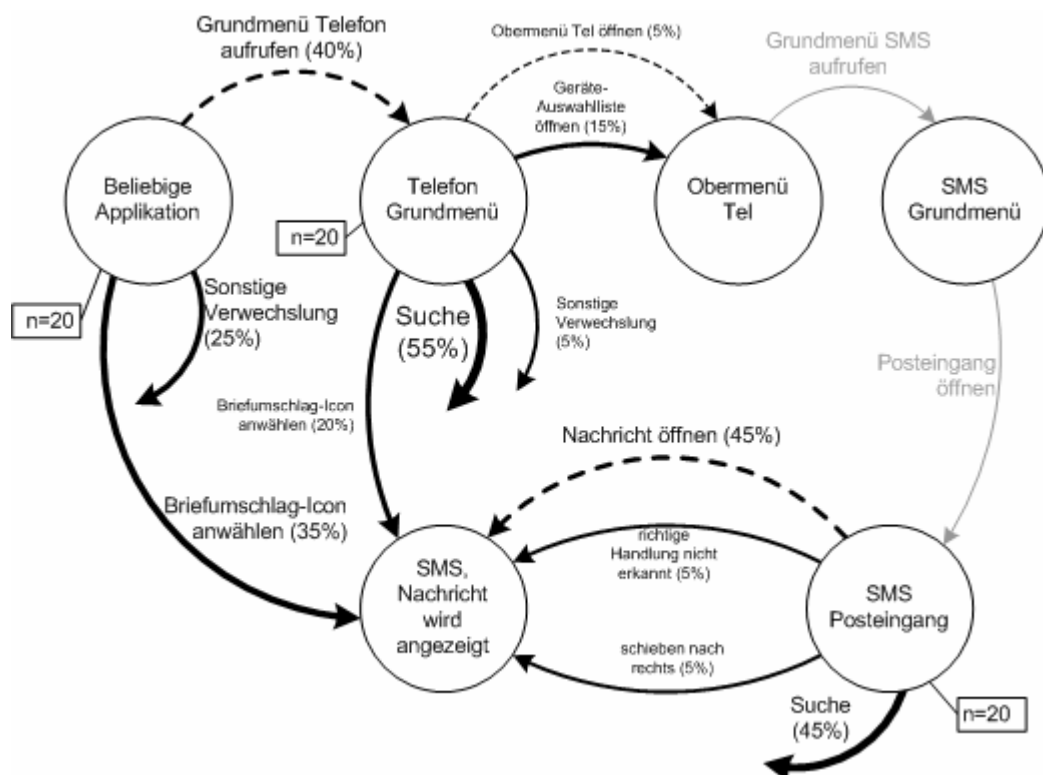 Grundmenü Telefon
aufrufen (40%)
Obermenü Tel öffnen (5%)
Grundmenü SMS
aufrufen
Geräte-
Auswahlliste
öffnen (15%)
Beliebige
Applikation
Telefon
Grundmenü
Obermenü
Tel
SMS
Grundmenü
n=20
n=20
Sonstige
Verwechslung
(25%)
Suche
(55%)
Sonstige
Verwechslung
(5%)
Posteingang
öffnen
Briefumschlag-Icon
anwählen (20%)
Nachricht öffnen (45%)
Briefumschlag-Icon
anwählen (35%)
richtige
Handlung nicht
erkannt (5%)
SMS,
Nachricht
wird
angezeigt
SMS
Posteingang
schieben nach
rechts (5%)
Suche
(45%)
n=20